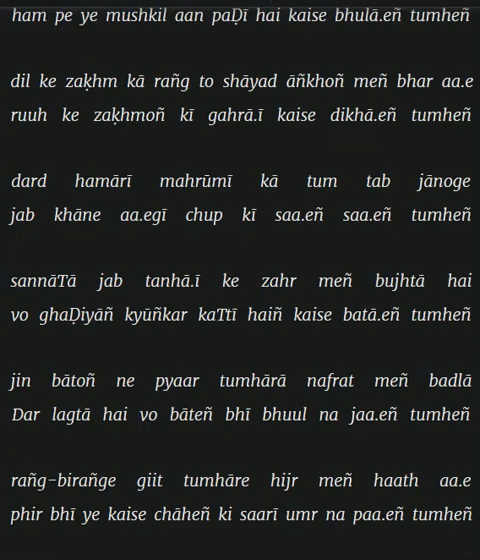 ham pe ye mushkil aan paḌī hai kaise bhulā.eñ tumheñ
dil ke zaḳhm kā rañg to shāyad āñkhoñ meñ bhar aa.e
ruuh ke zaḳhmoñ kī gahrā.ī kaise dikhā.eñ tumheñ
dard hamārī mahrūmī kā tum tab jānoge
jab khāne aa.egī chup kī saa.eñ saa.eñ tumheñ
sannāTā jab tanhā.ī ke zahr meñ bujhtā hai
vo ghaḌiyāñ kyūñkar kaTtī haiñ kaise batā.eñ tumheñ
jin bātoñ ne pyaar tumhārā nafrat meñ badlā
Dar lagtā hai vo bāteñ bhī bhuul na jaa.eñ tumheñ
rañg-birañge giit tumhāre hijr meñ haath aa.e
phir bhī ye kaise chāheñ ki saarī umr na paa.eñ tumheñ